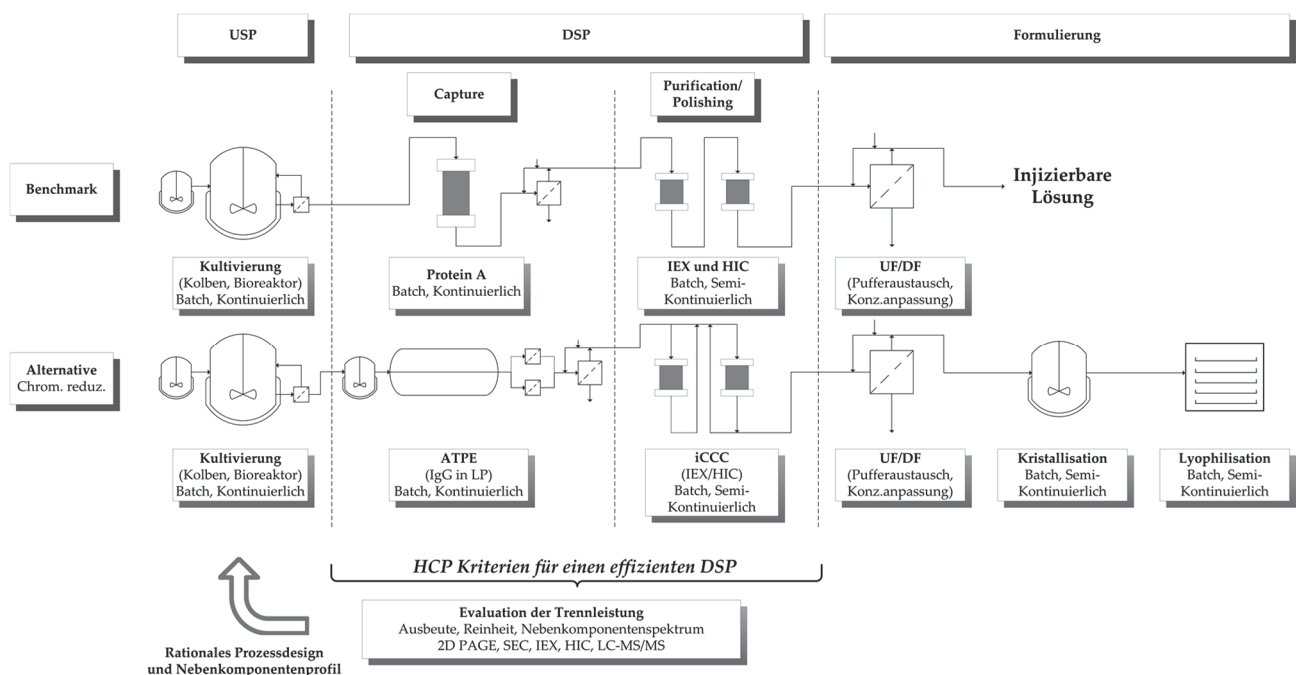 USP
DSP
Formulierung
Capture
Purification/
Polishing
Benchmark
Injizierbare
Lösung
Kultivierung
(Kolben, Bioreaktor)
Batch, Kontinuierlich
Protein A
Batch, Kontinuierlich
IEX und HIC
Batch, Semi-
Kontinuierlich
UF/DF
(Pufferaustausch,
Konz.anpassung)
Alternative
Chrom. reduz.
Kultivierung
(Kolben, Bioreaktor)
Batch, Kontinuierlich
ATPE
(IgG in LP)
Batch, Kontinuierlich
iCCC
(IEX/HIC)
Batch, Semi-
Kontinuierlich
UF/DF
(Pufferaustausch,
Konz.anpassung)
Kristallisation
Batch, Semi-
Kontinuierlich
Lyophilisation
Batch, Semi-
Kontinuierlich
HCP Kriterien für einen effizienten DSP
Evaluation der Trennleistung
Ausbeute, Reinheit, Nebenkomponentenspektrum
2D PAGE, SEC, IEX, HIC, LC-MS/MS
Rationales Prozessdesign
und Nebenkomponentenprofil